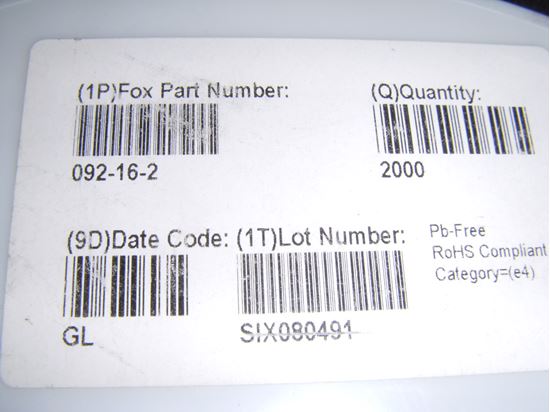 (1P)Fox Part Number:
(Q)Quantity:
092-16-2
2000
(9D)Date Code:
(1T)Lot Number:
Pb-Free
RoHS Compliant
Category=(e4)
GL
SIX080491